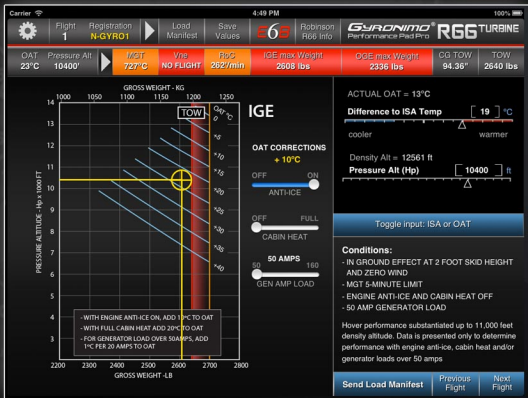 Carrier
4:49 PM
100%
Flight
1
Registration
N-GYRO1
Load
Manifest
Save
Values
E6B
Robinson
R66 Info
GYRONIMO
Performance Pad Pro
R66 TURBINE
OAT
23°C
Pressure Alt
10400'
MGT
727°C
Vne
NO FLIGHT
RoC
262'/min
IGE max Weight
2608 lbs
OGE max Weight
2336 lbs
CG TOW
94.36"
TOW
2640 lbs
GROSS WEIGHT - KG
1000 1050 1100 1150 1200 1250
TOW
OAT °C
0
+5
+10
+15
+20
+25
+30
+35
+40
PRESSURE ALTITUDE - Hp x 1000 FT
14
13
12
11
10
9
8
7
6
5
4
3
2200 2300 2400 2500 2600 2700 2800
GROSS WEIGHT -LB
- WITH ENGINE ANTI-ICE ON, ADD 10°C TO OAT
- WITH FULL CABIN HEAT ADD 20°C TO OAT
- FOR GENERATOR LOAD OVER 50AMPS, ADD
1°C PER 20 AMPS TO OAT
IGE
OAT CORRECTIONS
+ 10°C
OFF ON
ANTI-ICE
OFF FULL
CABIN HEAT
50 AMPS
50 160
GEN AMP LOAD
ACTUAL OAT = 13°C
Difference to ISA Temp [ 19 ] °C
cooler warmer
Density Alt = 12561 ft
Pressure Alt (Hp) [ 10400 ] ft
Toggle input: ISA or OAT
Conditions:
- IN GROUND EFFECT AT 2 FOOT SKID HEIGHT
AND ZERO WIND
- MGT 5-MINUTE LIMIT
- ENGINE ANTI-ICE AND CABIN HEAT OFF
- 50 AMP GENERATOR LOAD
Hover performance substantiated up to 11,000 feet
density altitude. Data is presented only to determine
performance with engine anti-ice, cabin heat and/or
generator loads over 50 amps
Send Load Manifest
Previous
Flight
Next
Flight